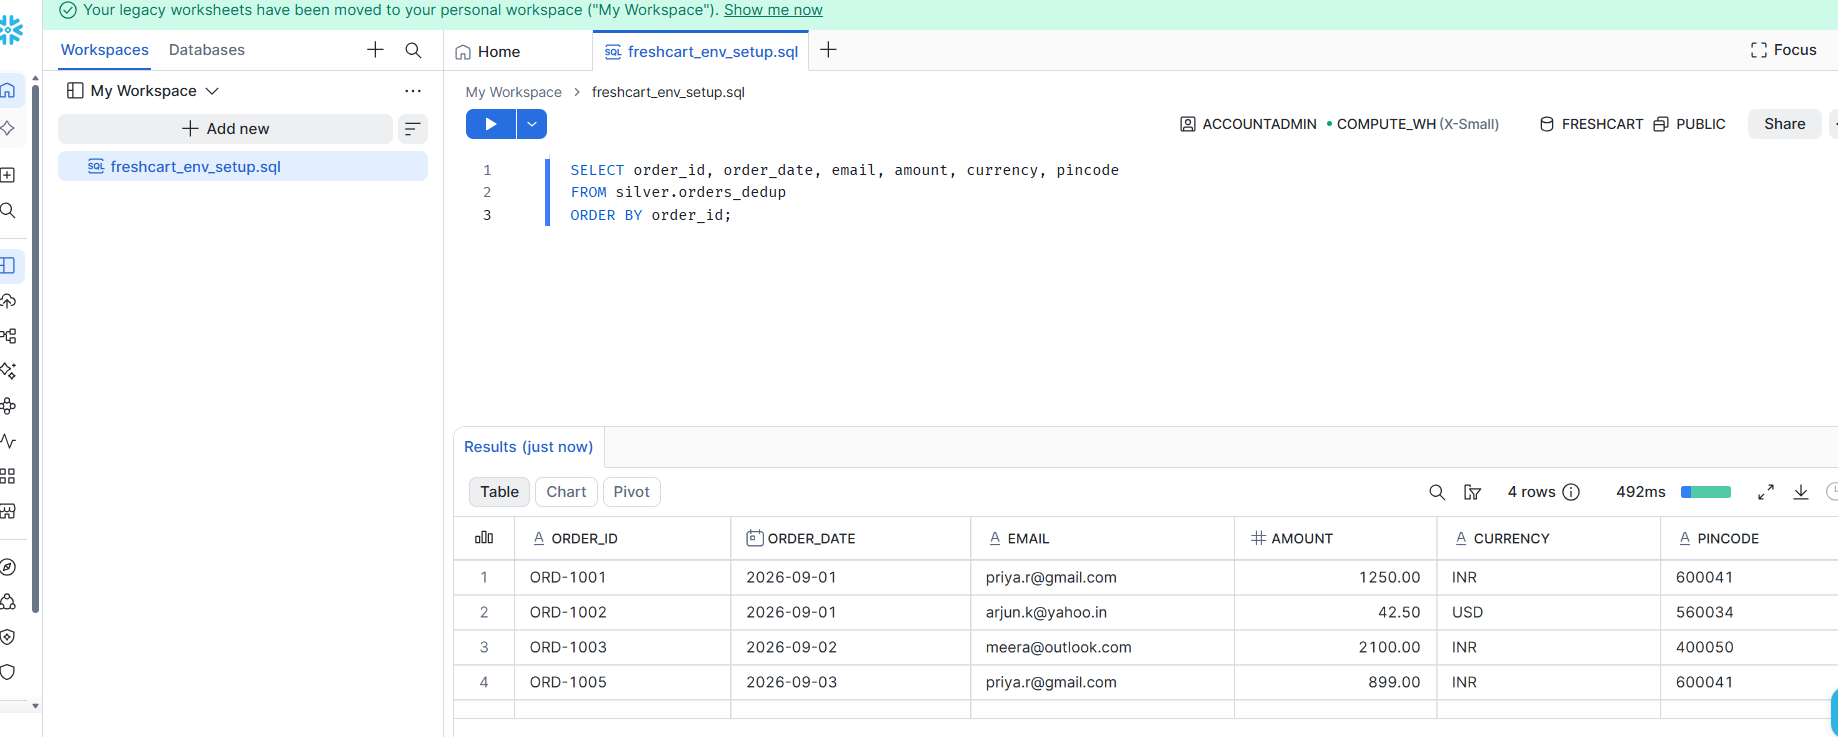 Your legacy worksheets have been moved to your personal workspace ("My Workspace"). Show me now
Workspaces Databases
My Workspace
Add new
SQL freshcart_env_setup.sql
Home
SQL freshcart_env_setup.sql
Focus
My Workspace > freshcart_env_setup.sql
ACCOUNTADMIN COMPUTE_WH (X-Small) FRESHCART PUBLIC Share
1 SELECT order_id, order_date, email, amount, currency, pincode
2 FROM silver.orders_dedup
3 ORDER BY order_id;
Results (just now)
Table Chart Pivot
4 rows 492ms
ORDER_ID ORDER_DATE EMAIL AMOUNT CURRENCY PINCODE
1 ORD-1001 2026-09-01 priya.r@gmail.com 1250.00 INR 600041
2 ORD-1002 2026-09-01 arjun.k@yahoo.in 42.50 USD 560034
3 ORD-1003 2026-09-02 meera@outlook.com 2100.00 INR 400050
4 ORD-1005 2026-09-03 priya.r@gmail.com 899.00 INR 600041